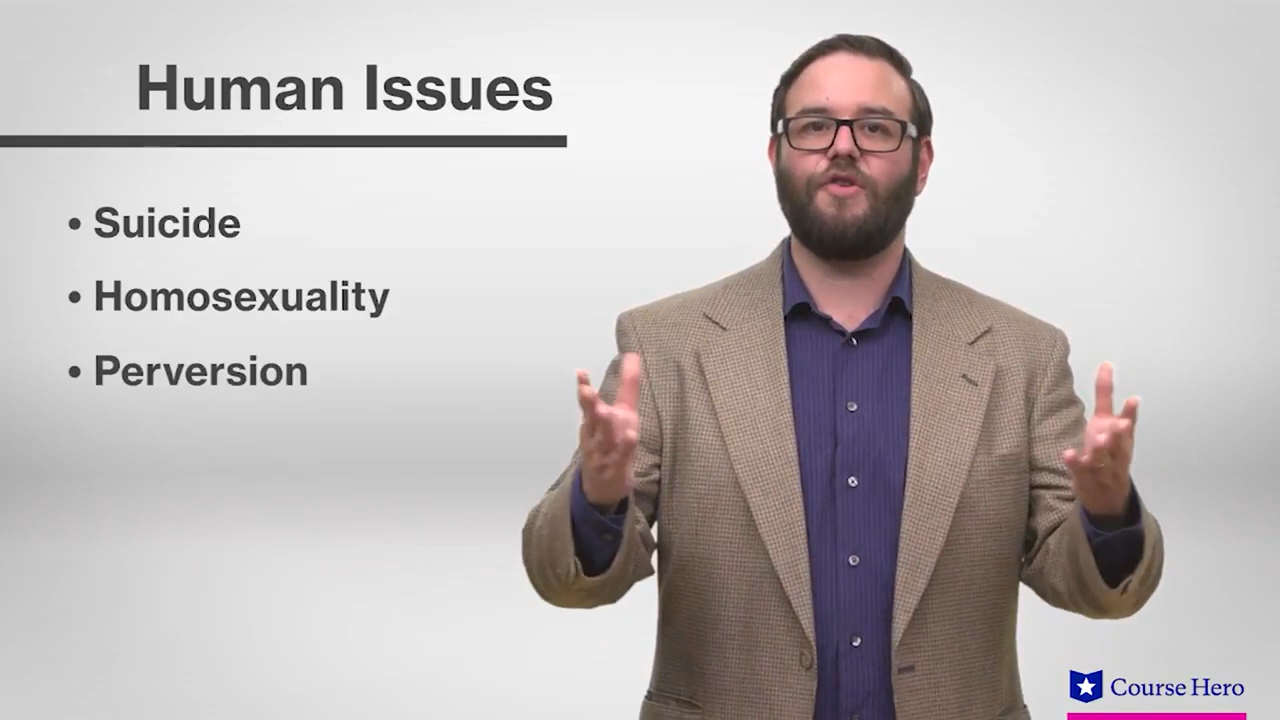 Human Issues
• Suicide
• Homosexuality
• Perversion
Course Hero